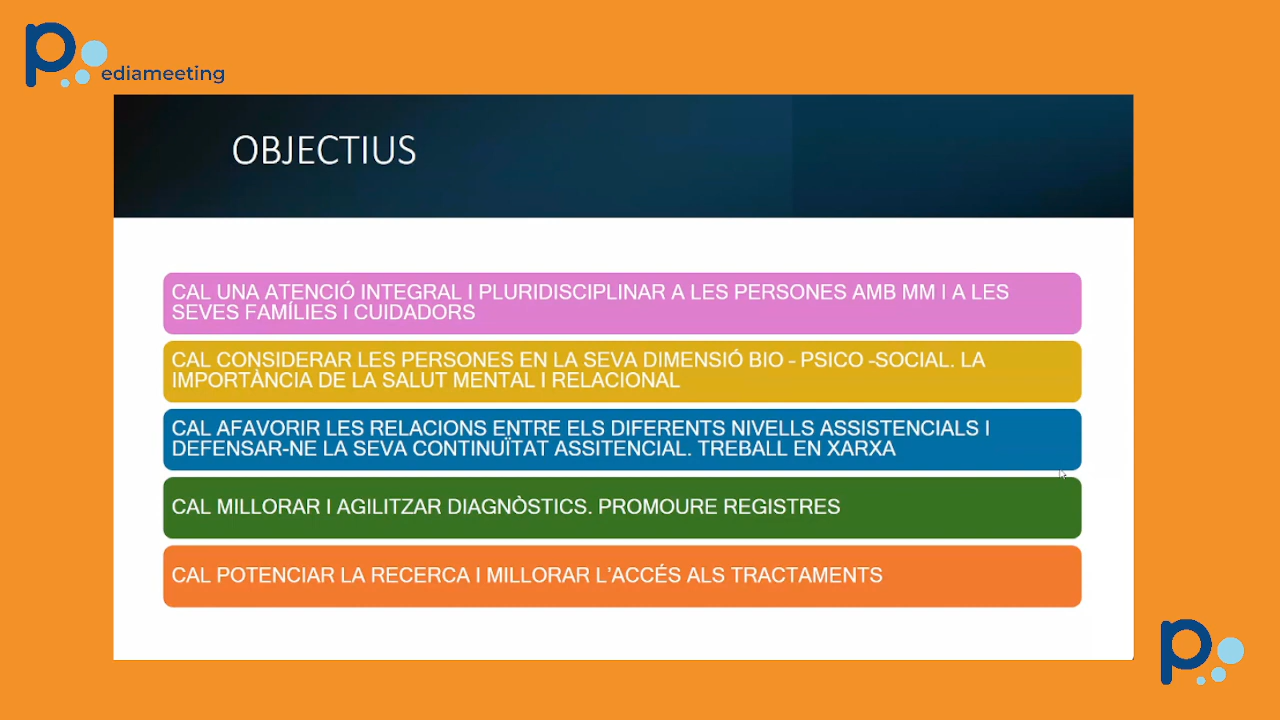 pediameeting
OBJECTIUS
CAL UNA ATENCIÓ INTEGRAL I PLURIDISCIPLINAR A LES PERSONES AMB MM I A LES
SEVES FAMÍLIES I CUIDADORS
CAL CONSIDERAR LES PERSONES EN LA SEVA DIMENSIÓ BIO - PSICO -SOCIAL. LA
IMPORTÀNCIA DE LA SALUT MENTAL I RELACIONAL
CAL AFAVORIR LES RELACIONS ENTRE ELS DIFERENTS NIVELLS ASSISTENCIALS I
DEFENSAR-NE LA SEVA CONTINUÏTAT ASSITENCIAL. TREBALL EN XARXA
CAL MILLORAR I AGILITZAR DIAGNÒSTICS. PROMOURE REGISTRES
CAL POTENCIAR LA RECERCA I MILLORAR L'ACCÉS ALS TRACTAMENTS
p